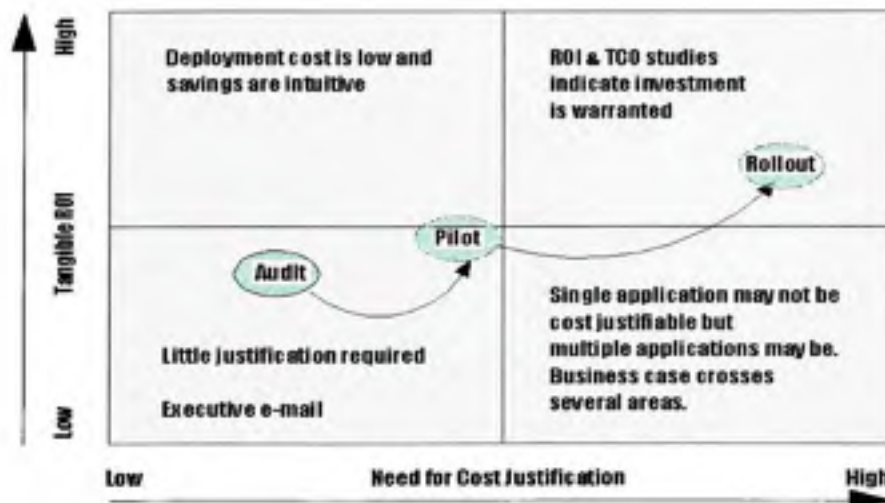 High
Tangible ROI
Low
Deployment cost is low and
savings are intuitive
ROI & TCO studies
indicate investment
is warranted
Rollout
Pilot
Audit
Little justification required
Executive e-mail
Single application may not be
cost justifiable but
multiple applications may be.
Business case crosses
several areas.
Low
Need for Cost Justification
High